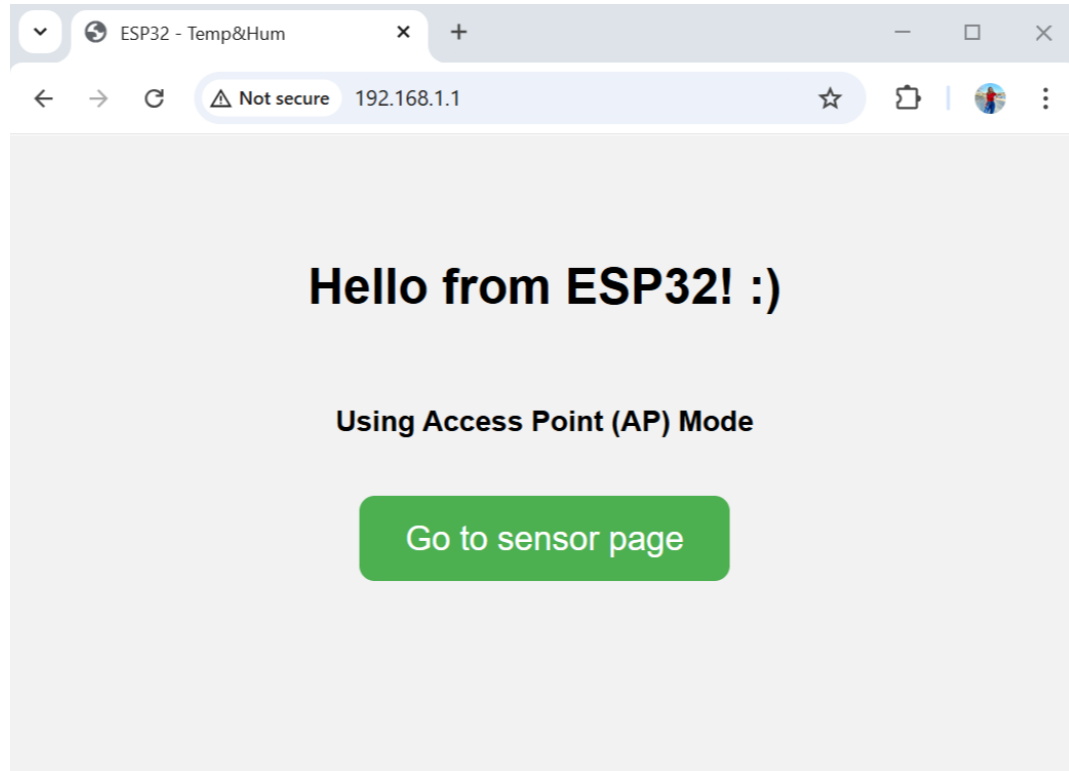 ESP32 - Temp&Hum
Not secure 192.168.1.1
Hello from ESP32! :)
Using Access Point (AP) Mode
Go to sensor page